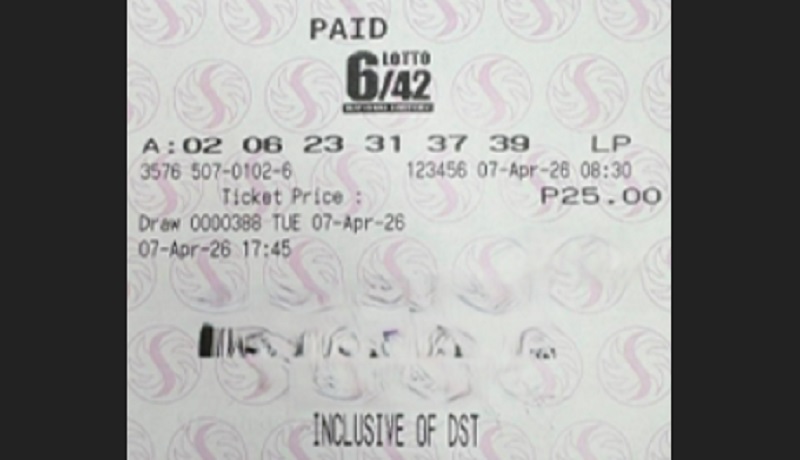 PAID
LOTTO
6/42
A:02 06 23 31 37 39 LP
3576 507-0102-6 123456 07-Apr-26 08:30
Ticket Price : P25.00
Draw 0000388 TUE 07-Apr-26
07-Apr-26 17:45
INCLUSIVE OF DST